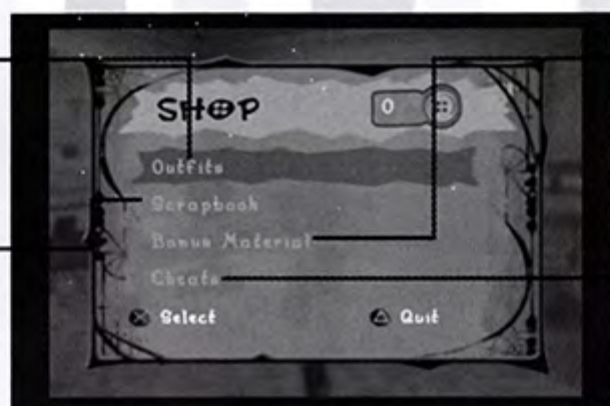 SHOP
0
Outfits
Scrapbook
Bonus Material
Cheats
Select Quit